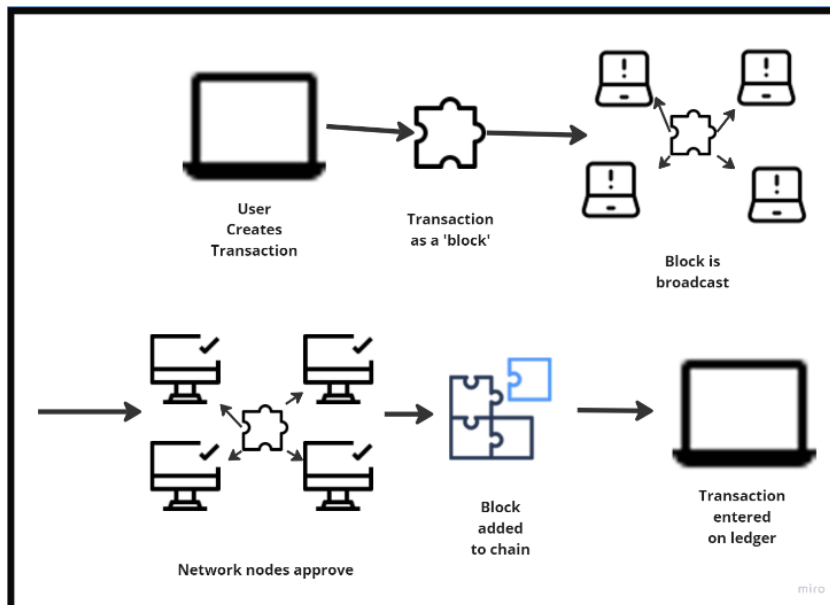 User
Creates
Transaction
Transaction
as a 'block'
Block is
broadcast
Network nodes approve
Block
added
to chain
Transaction
entered
on ledger
miro